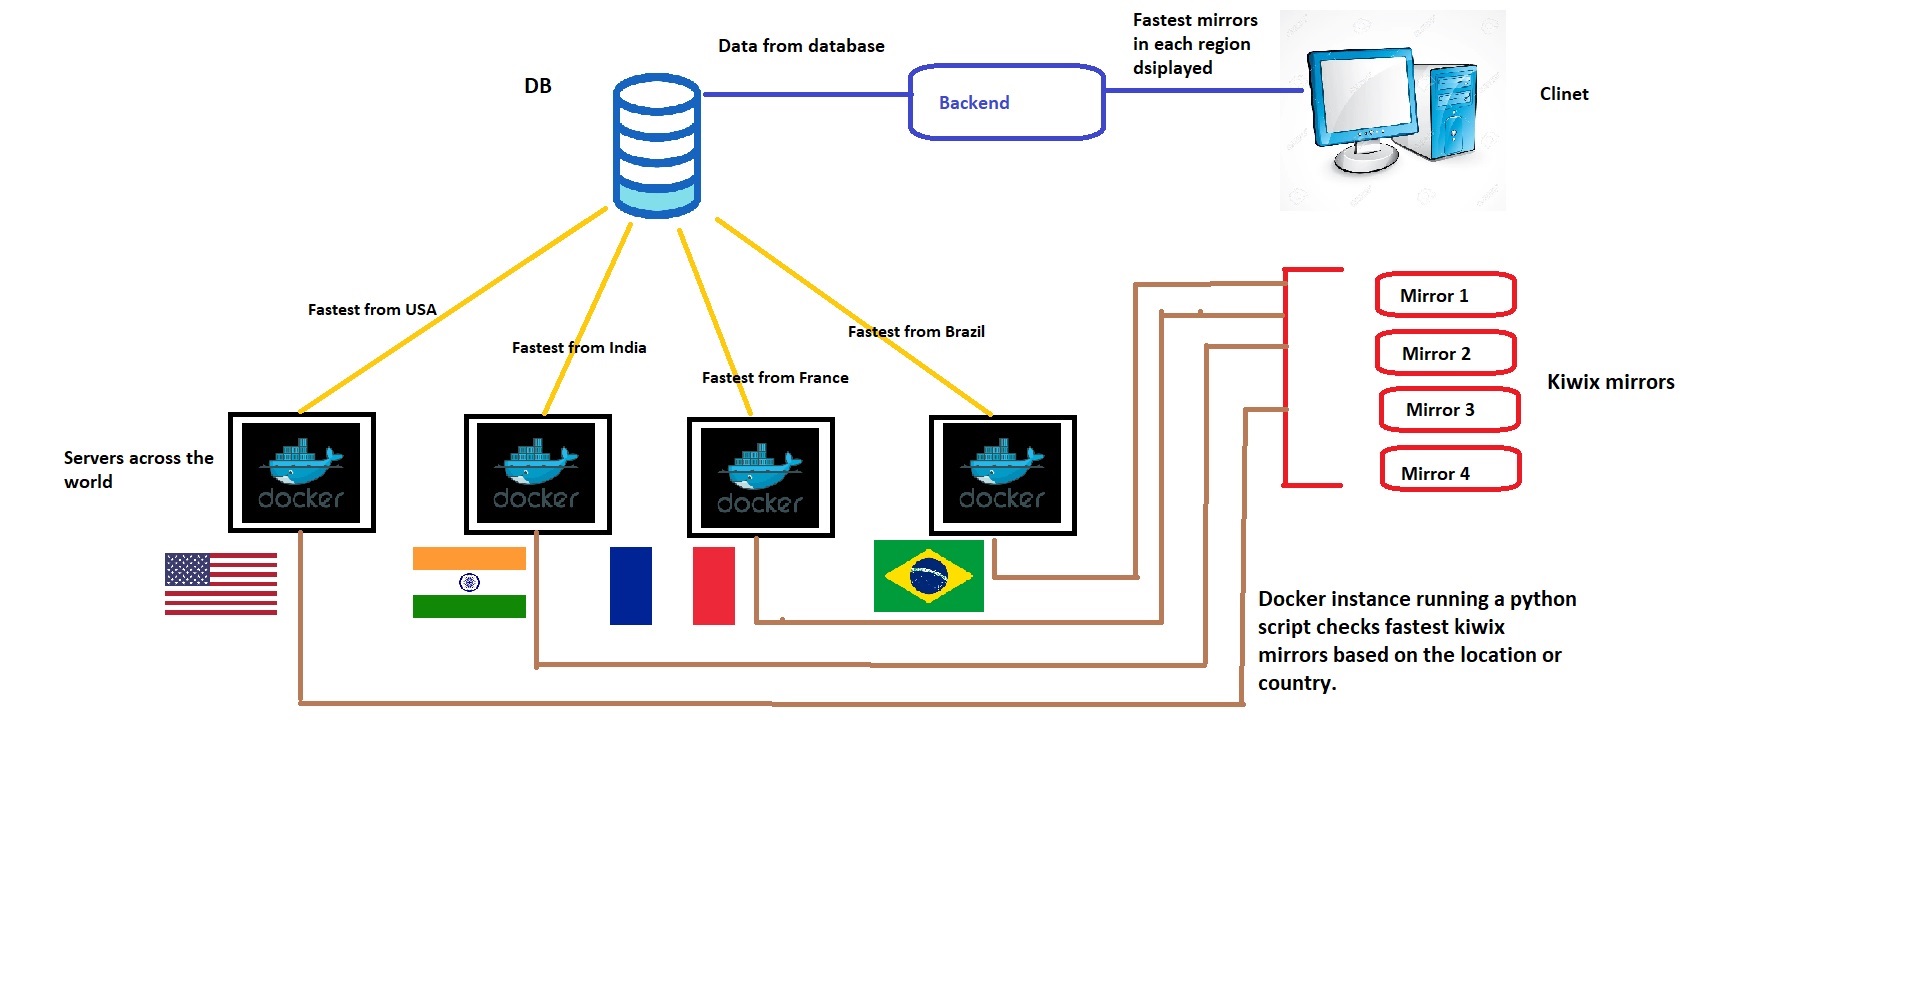 Fastest mirrors
in each region
dsiplayed
Data from database
DB
Backend
Clinet
Fastest from USA
Fastest from India
Fastest from France
Fastest from Brazil
Mirror 1
Mirror 2
Mirror 3
Mirror 4
Kiwix mirrors
Servers across the
world
docker
docker
docker
docker
Docker instance running a python
script checks fastest kiwix
mirrors based on the location or
country.